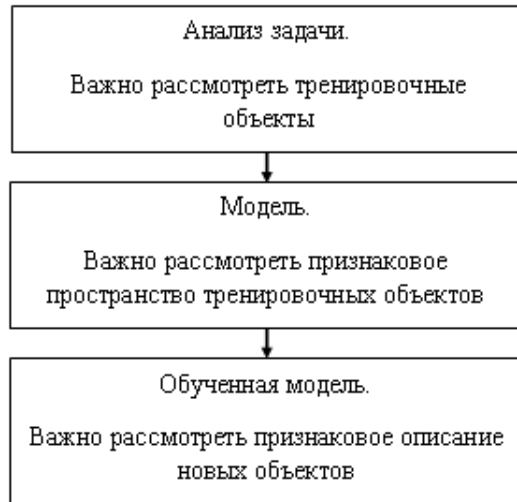 Анализ задачи.
Важно рассмотреть тренировочные
объекты
Модель.
Важно рассмотреть признаковое
пространство тренировочных объектов
Обученная модель.
Важно рассмотреть признаковое описание
новых объектов